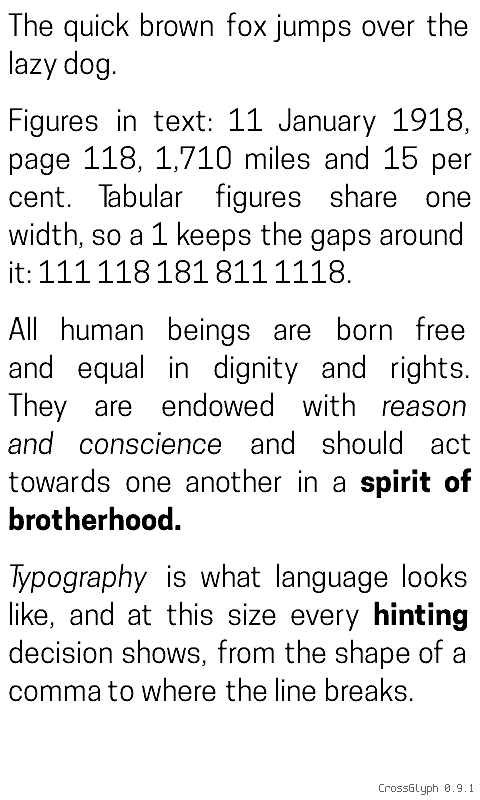 The quick brown fox jumps over the
lazy dog.
Figures in text: 11 January 1918,
page 118, 1,710 miles and 15 per
cent. Tabular figures share one
width, so a 1 keeps the gaps around
it: 111 118 181 811 1118.
All human beings are born free
and equal in dignity and rights.
They are endowed with reason
and conscience and should act
towards one another in a spirit of
brotherhood.
Typography is what language looks
like, and at this size every hinting
decision shows, from the shape of a
comma to where the line breaks.
CrossGlyph 0.9.1